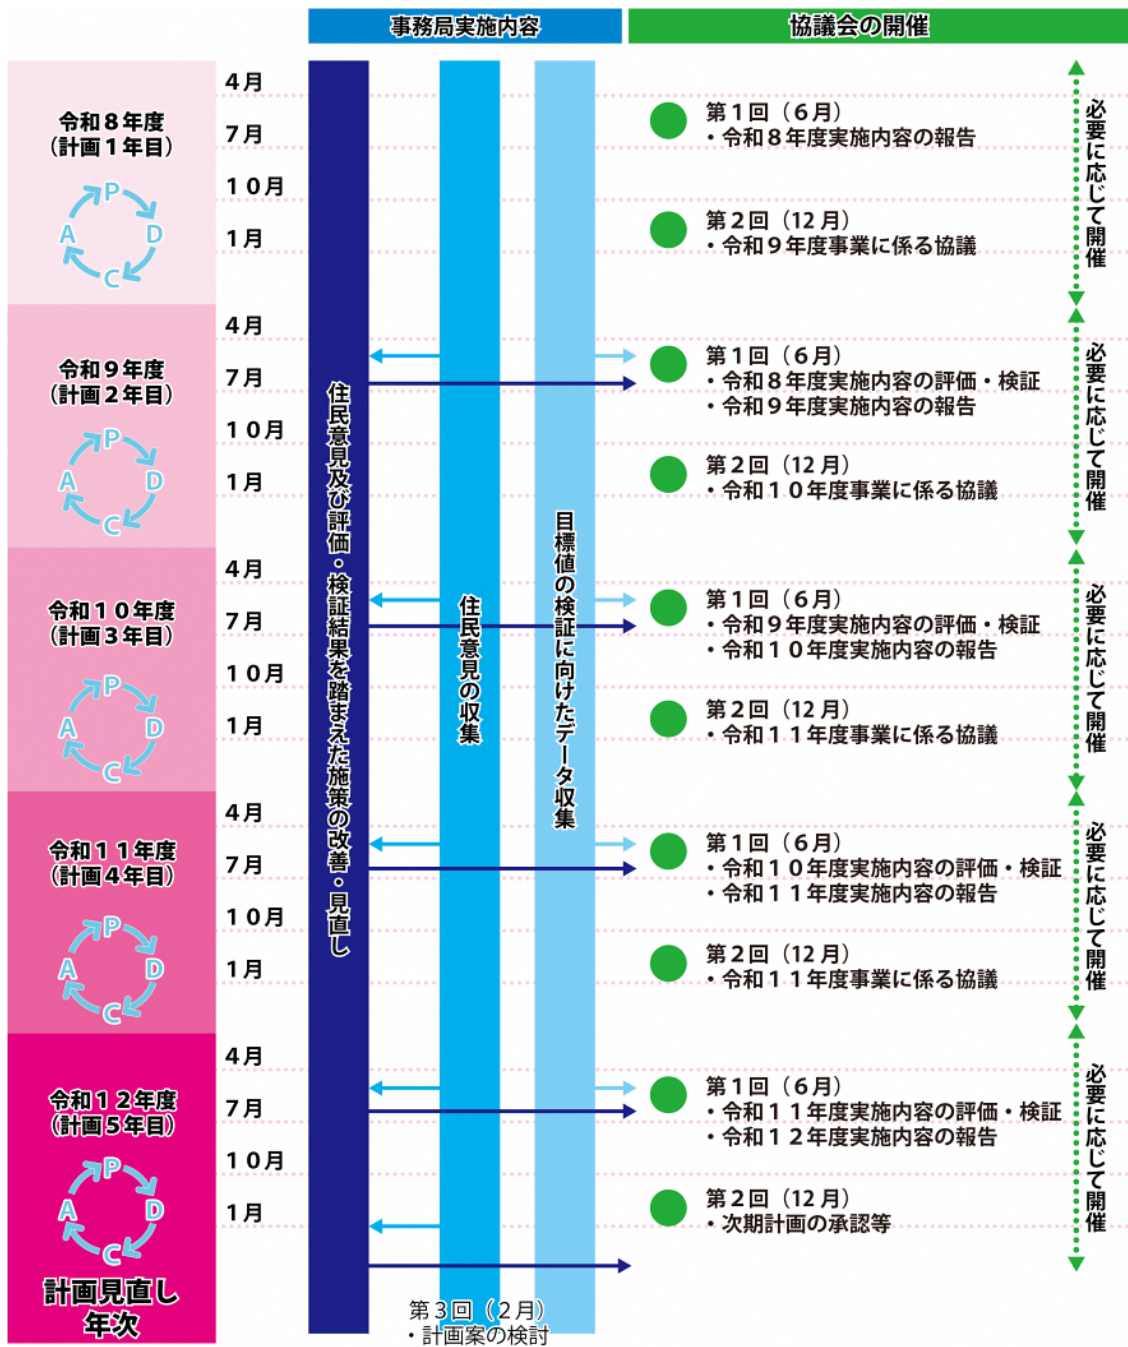 事務局実施内容
協議会の開催
令和８年度
（計画１年目）
P
D
C
A
４月
７月
１０月
１月
第１回（６月）
・令和８年度実施内容の報告
第２回（12月）
・令和９年度事業に係る協議
必要に応じて開催
令和９年度
（計画２年目）
P
D
C
A
４月
７月
１０月
１月
第１回（６月）
・令和８年度実施内容の評価・検証
・令和９年度実施内容の報告
第２回（12月）
・令和１０年度事業に係る協議
必要に応じて開催
令和１０年度
（計画３年目）
P
D
C
A
４月
７月
１０月
１月
第１回（６月）
・令和９年度実施内容の評価・検証
・令和１０年度実施内容の報告
第２回（12月）
・令和１１年度事業に係る協議
必要に応じて開催
令和１１年度
（計画４年目）
P
D
C
A
４月
７月
１０月
１月
第１回（６月）
・令和１０年度実施内容の評価・検証
・令和１１年度実施内容の報告
第２回（12月）
・令和１１年度事業に係る協議
必要に応じて開催
令和１２年度
（計画５年目）
P
D
C
A
計画見直し
年次
４月
７月
１０月
１月
第１回（６月）
・令和１１年度実施内容の評価・検証
・令和１２年度実施内容の報告
第２回（12月）
・次期計画の承認等
必要に応じて開催
住民意見及び評価・検証結果を踏まえた施策の改善・見直し
住民意見の収集
目標値の検証に向けたデータ収集
第３回（２月）
・計画案の検討